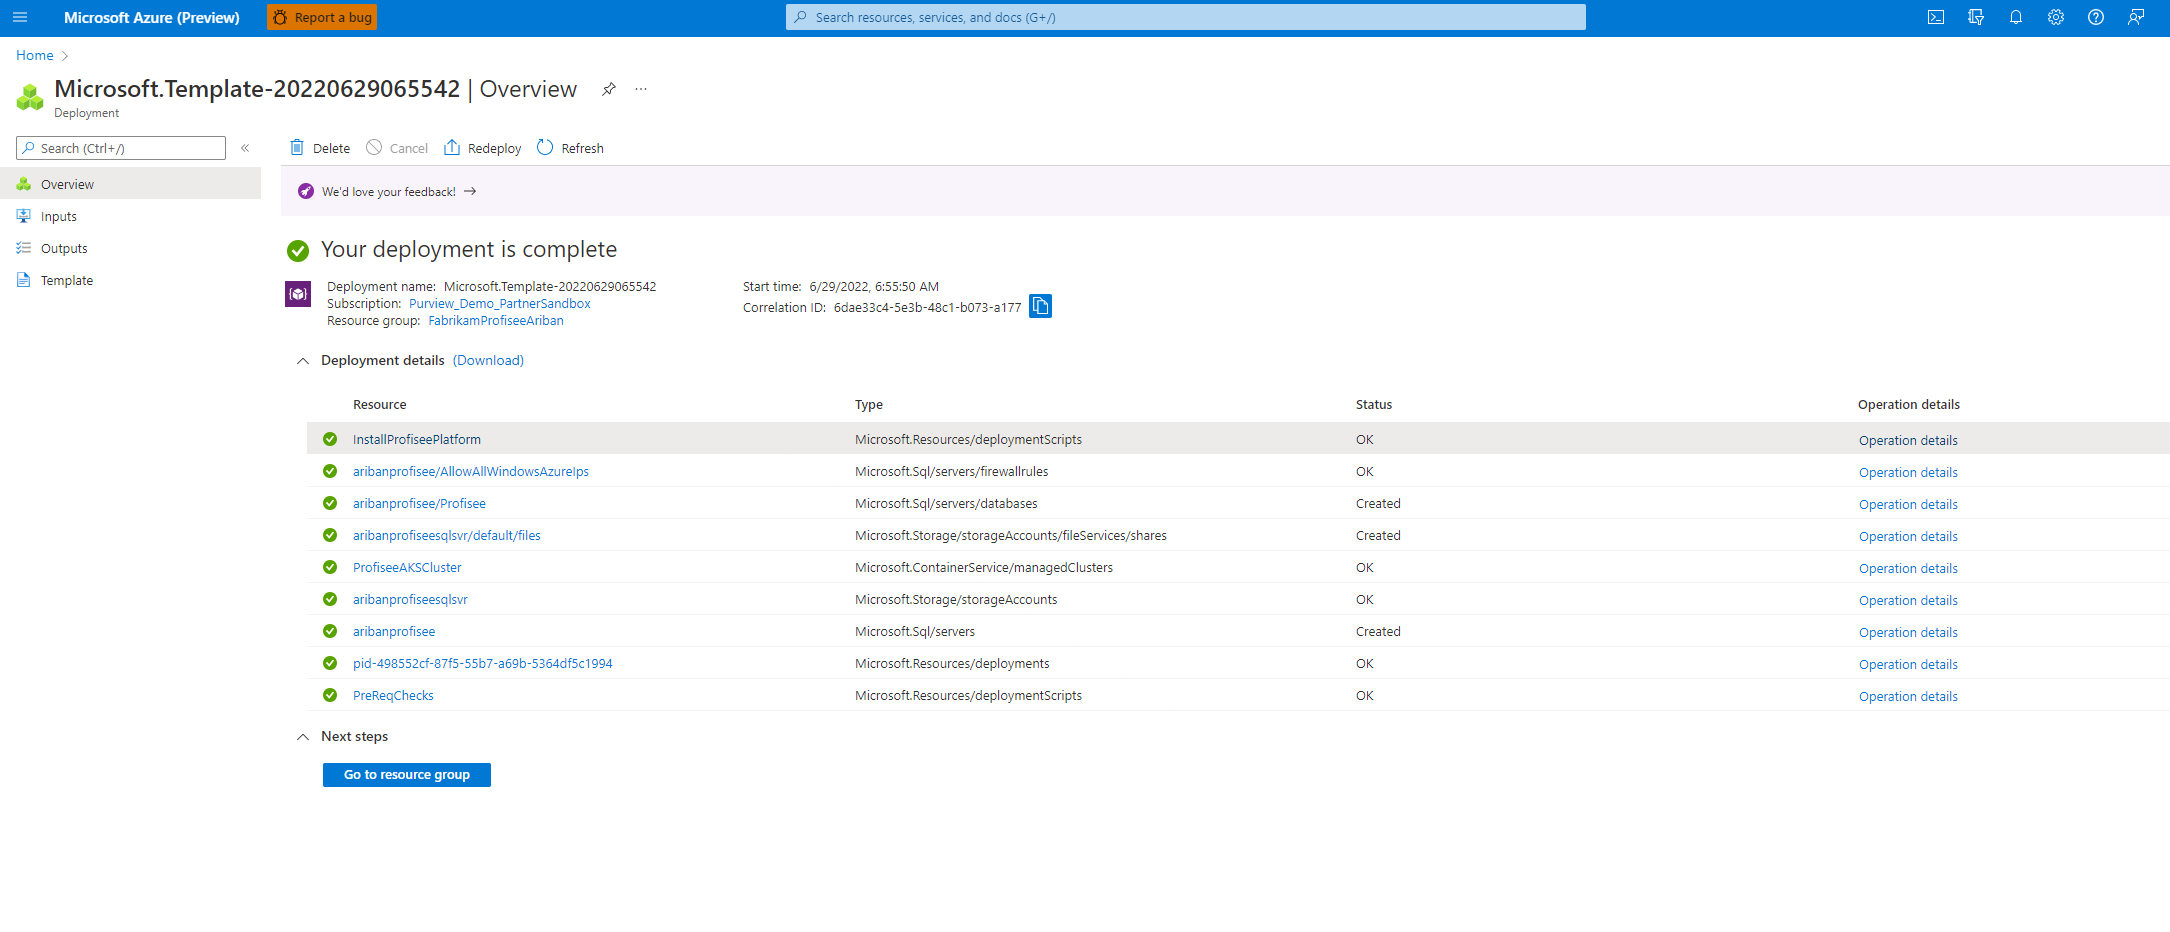 Microsoft Azure (Preview)
Report a bug
Search resources, services, and docs (G+/)
Home
Microsoft.Template-20220629065542 | Overview
Deployment
Search (Ctrl+/)
Overview
Inputs
Outputs
Template
Delete
Cancel
Redeploy
Refresh
We'd love your feedback!
Your deployment is complete
Deployment name: Microsoft.Template-20220629065542
Subscription: Purview_Demo_PartnerSandbox
Resource group: FabrikamProfiseeAriban
Start time: 6/29/2022, 6:55:50 AM
Correlation ID: 6dae33c4-5e3b-48c1-b073-a177
Deployment details (Download)
Resource Type Status Operation details
InstallProfiseePlatform Microsoft.Resources/deploymentScripts OK Operation details
aribanprofisee/AllowAllWindowsAzureIps Microsoft.Sql/servers/firewallrules OK Operation details
aribanprofisee/Profisee Microsoft.Sql/servers/databases Created Operation details
aribanprofiseesqlsvr/default/files Microsoft.Storage/storageAccounts/fileServices/shares Created Operation details
ProfiseeAKSCluster Microsoft.ContainerService/managedClusters OK Operation details
aribanprofiseesqlsvr Microsoft.Storage/storageAccounts OK Operation details
aribanprofisee Microsoft.Sql/servers Created Operation details
pid-498552cf-87f5-55b7-a69b-5364df5c1994 Microsoft.Resources/deployments OK Operation details
PreReqChecks Microsoft.Resources/deploymentScripts OK Operation details
Next steps
Go to resource group